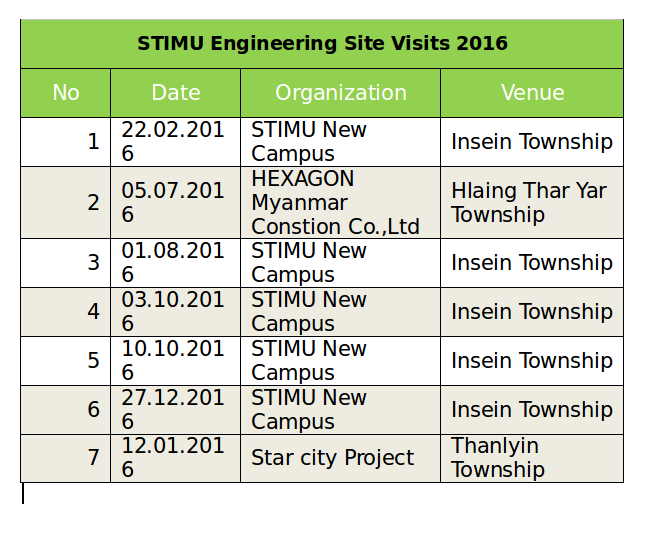 STIMU Engineering Site Visits 2016
No Date Organization Venue
1 22.02.2016 STIMU New Campus Insein Township
2 05.07.2016 HEXAGON Myanmar Constion Co.,Ltd Hlaing Thar Yar Township
3 01.08.2016 STIMU New Campus Insein Township
4 03.10.2016 STIMU New Campus Insein Township
5 10.10.2016 STIMU New Campus Insein Township
6 27.12.2016 STIMU New Campus Insein Township
7 12.01.2016 Star city Project Thanlyin Township